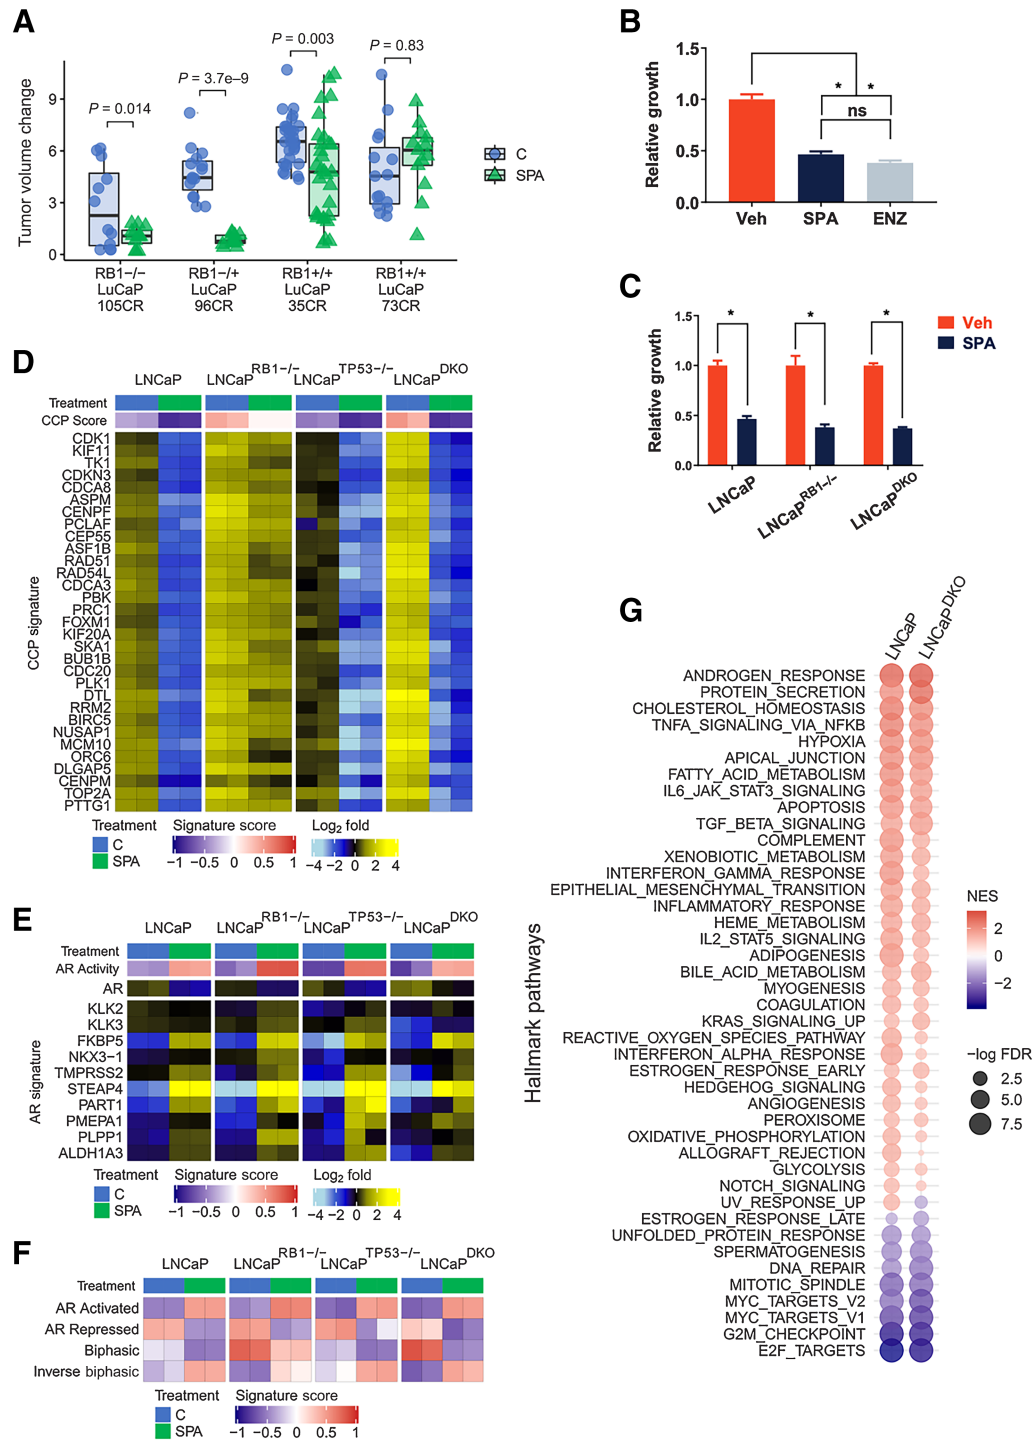 A
P = 0.014
P = 3.7e–9
P = 0.003
P = 0.83
Tumor volume change
9
6
3
0
C
SPA
RB1−/−
LuCaP
105CR
RB1−/+
LuCaP
96CR
RB1+/+
LuCaP
35CR
RB1+/+
LuCaP
73CR
B
Relative growth
1.5
1.0
0.5
0.0
* *
ns
Veh SPA ENZ
C
Relative growth
1.5
1.0
0.5
0.0
* * *
Veh
SPA
LNCaP
LNCaPRB1−/−
LNCaPDKO
D
LNCaP LNCaPRB1−/− LNCaPTP53−/− LNCaPDKO
Treatment
CCP Score
CCP signature
CDK1
KIF11
TK1
CDKN3
CDCA8
ASPM
CENPF
PCLAF
CEP55
ASF1B
RAD51
RAD54L
CDCA3
PBK
PRC1
FOXM1
KIF20A
SKA1
BUB1B
CDC20
PLK1
DTL
RRM2
BIRC5
NUSAP1
MCM10
ORC6
DLGAP5
CENPM
TOP2A
PTTG1
Treatment
C
SPA
Signature score
−1 −0.5 0 0.5 1
Log2 fold
−4 −2 0 2 4
E
LNCaP LNCaPRB1−/− LNCaPTP53−/− LNCaPDKO
Treatment
AR Activity
AR
AR signature
KLK2
KLK3
FKBP5
NKX3−1
TMPRSS2
STEAP4
PART1
PMEPA1
PLPP1
ALDH1A3
Treatment
C
SPA
Signature score
−1 −0.5 0 0.5 1
Log2 fold
−4 −2 0 2 4
F
LNCaP LNCaPRB1−/− LNCaPTP53−/− LNCaPDKO
Treatment
AR Activated
AR Repressed
Biphasic
Inverse biphasic
Treatment
C
SPA
Signature score
−1 −0.5 0 0.5 1
G
LNCaP
LNCaPDKO
Hallmark pathways
ANDROGEN_RESPONSE
PROTEIN_SECRETION
CHOLESTEROL_HOMEOSTASIS
TNFA_SIGNALING_VIA_NFKB
HYPOXIA
APICAL_JUNCTION
FATTY_ACID_METABOLISM
IL6_JAK_STAT3_SIGNALING
APOPTOSIS
TGF_BETA_SIGNALING
COMPLEMENT
XENOBIOTIC_METABOLISM
INTERFERON_GAMMA_RESPONSE
EPITHELIAL_MESENCHYMAL_TRANSITION
INFLAMMATORY_RESPONSE
HEME_METABOLISM
IL2_STAT5_SIGNALING
ADIPOGENESIS
BILE_ACID_METABOLISM
MYOGENESIS
COAGULATION
KRAS_SIGNALING_UP
REACTIVE_OXYGEN_SPECIES_PATHWAY
INTERFERON_ALPHA_RESPONSE
ESTROGEN_RESPONSE_EARLY
HEDGEHOG_SIGNALING
ANGIOGENESIS
PEROXISOME
OXIDATIVE_PHOSPHORYLATION
ALLOGRAFT_REJECTION
GLYCOLYSIS
NOTCH_SIGNALING
UV_RESPONSE_UP
ESTROGEN_RESPONSE_LATE
UNFOLDED_PROTEIN_RESPONSE
SPERMATOGENESIS
DNA_REPAIR
MITOTIC_SPINDLE
MYC_TARGETS_V2
MYC_TARGETS_V1
G2M_CHECKPOINT
E2F_TARGETS
NES
2
0
−2
−log FDR
2.5
5.0
7.5